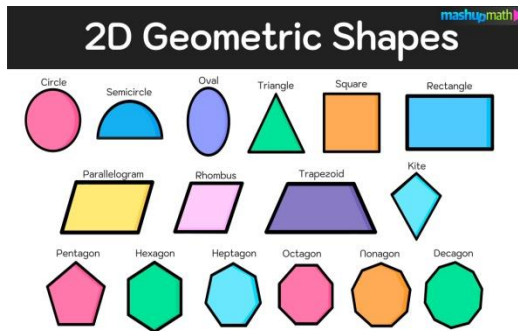 mashupmath
2D Geometric Shapes
Circle
Semicircle
Oval
Triangle
Square
Rectangle
Parallelogram
Rhombus
Trapezoid
Kite
Pentagon
Hexagon
Heptagon
Octagon
Nonagon
Decagon